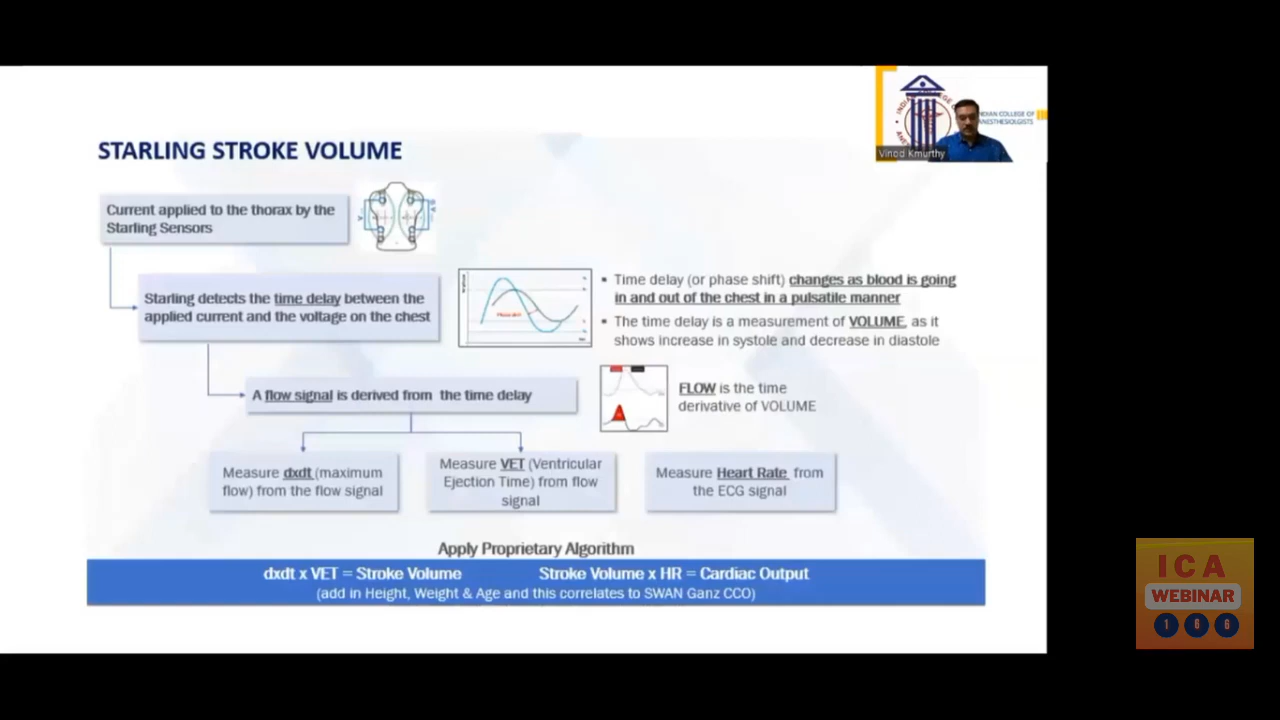 STARLING STROKE VOLUME
INDIAN COLLEGE OF
ANESTHESIOLOGISTS
Vinod Kmurthy
Current applied to the thorax by the
Starling Sensors
Starling detects the time delay between the
applied current and the voltage on the chest
Time delay (or phase shift) changes as blood is going
in and out of the chest in a pulsatile manner
The time delay is a measurement of VOLUME, as it
shows increase in systole and decrease in diastole
A flow signal is derived from the time delay
FLOW is the time
derivative of VOLUME
Measure dxdt (maximum
flow) from the flow signal
Measure VET (Ventricular
Ejection Time) from flow
signal
Measure Heart Rate from
the ECG signal
Apply Proprietary Algorithm
dxdt x VET = Stroke Volume
Stroke Volume x HR = Cardiac Output
(add in Height, Weight & Age and this correlates to SWAN Ganz CCO)
ICA
WEBINAR
1 6 6